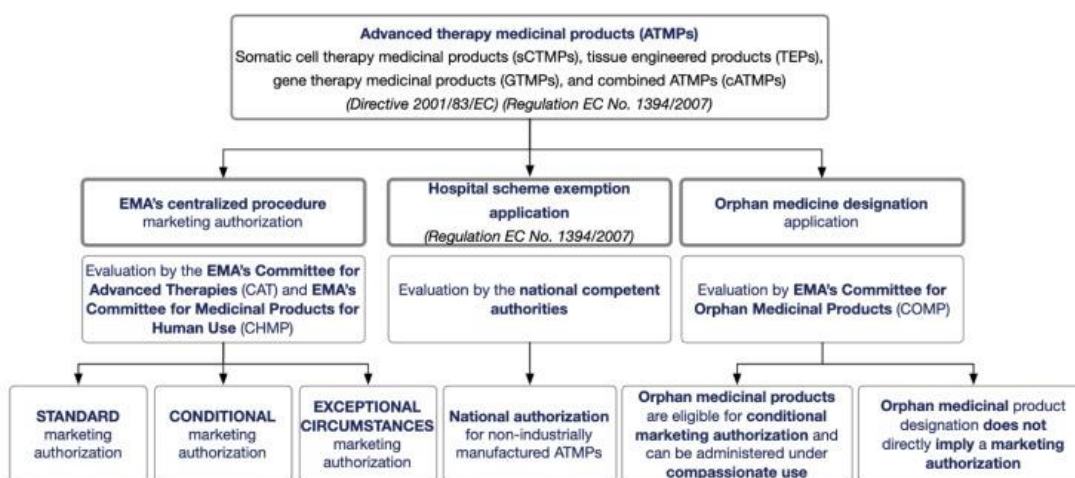 Advanced therapy medicinal products (ATMPs)
Somatic cell therapy medicinal products (sCTMPs), tissue engineered products (TEPs),
gene therapy medicinal products (GTMPs), and combined ATMPs (cATMPs)
(Directive 2001/83/EC) (Regulation EC No. 1394/2007)
EMA's centralized procedure
marketing authorization
Hospital scheme exemption
application
(Regulation EC No. 1394/2007)
Orphan medicine designation
application
Evaluation by the EMA's Committee for
Advanced Therapies (CAT) and EMA's
Committee for Medicinal Products for
Human Use (CHMP)
Evaluation by the national competent
authorities
Evaluation by EMA's Committee for
Orphan Medicinal Products (COMP)
STANDARD
marketing
authorization
CONDITIONAL
marketing
authorization
EXCEPTIONAL
CIRCUMSTANCES
marketing
authorization
National authorization
for non-industrially
manufactured ATMPs
Orphan medicinal products
are eligible for conditional
marketing authorization and
can be administered under
compassionate use
Orphan medicinal product
designation does not
directly imply a marketing
authorization